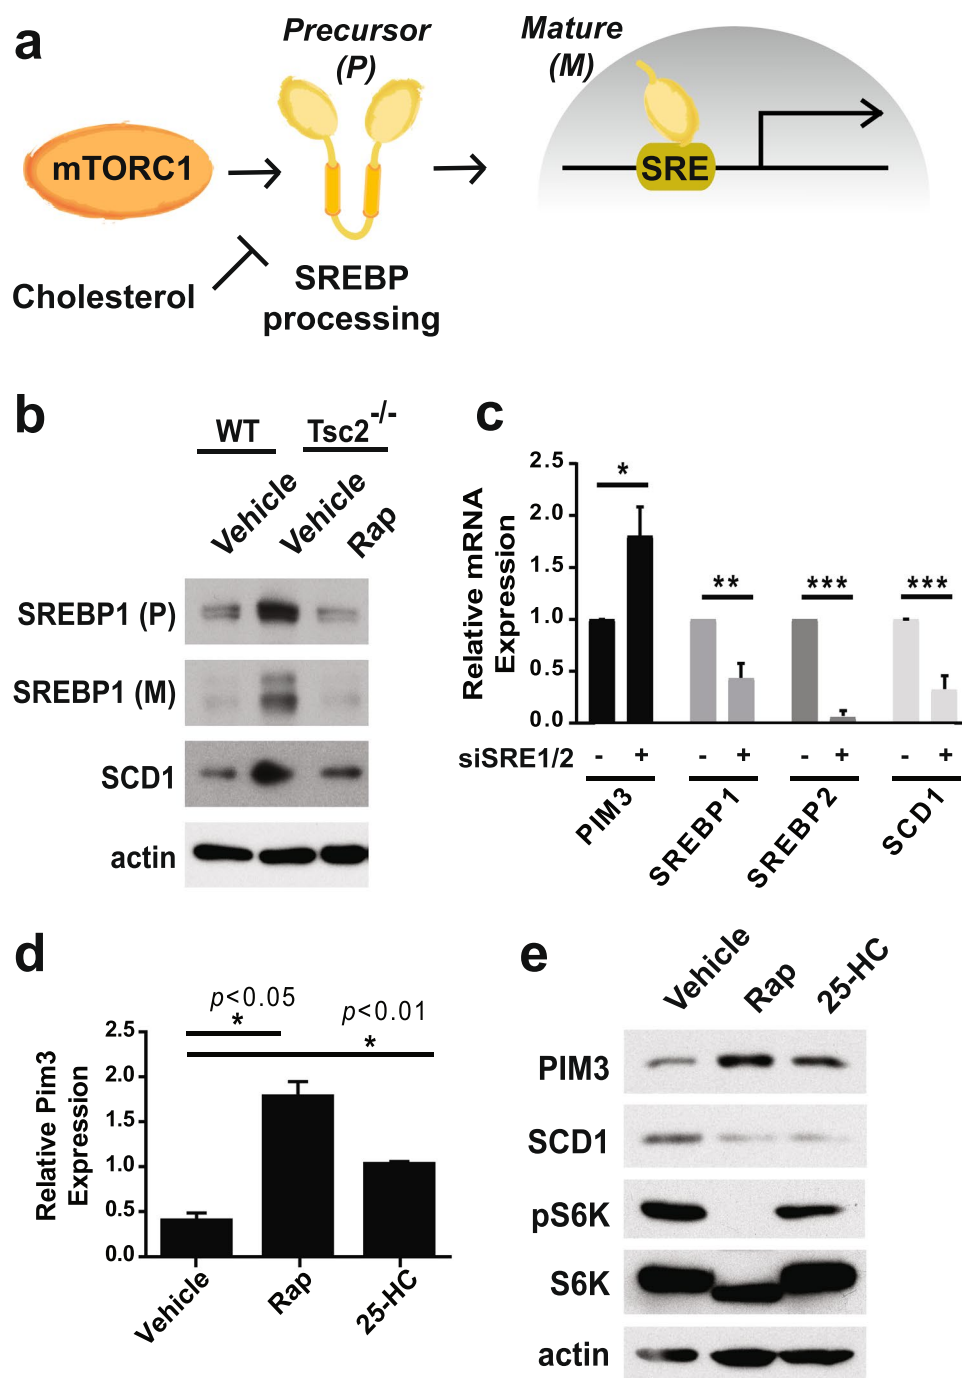 a
Precursor
(P)
Mature
(M)
mTORC1
SRE
Cholesterol
SREBP
processing
b
WT
Tsc2-/-
Vehicle
Vehicle
Rap
SREBP1 (P)
SREBP1 (M)
SCD1
actin
c
Relative mRNA
Expression
2.5
2.0
1.5
1.0
0.5
0.0
*
**
***
***
siSRE1/2
- + - + - + - +
PIM3
SREBP1
SREBP2
SCD1
d
p<0.05
*
p<0.01
*
Relative Pim3
Expression
2.5
2.0
1.5
1.0
0.5
0.0
Vehicle
Rap
25-HC
e
Vehicle
Rap
25-HC
PIM3
SCD1
pS6K
S6K
actin